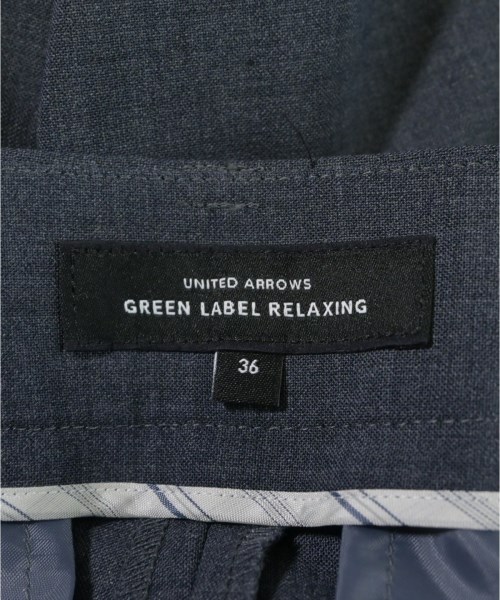 UNITED ARROWS
GREEN LABEL RELAXING
36